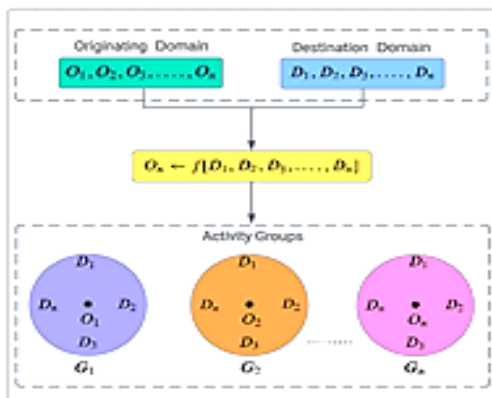 Originating Domain
Destination Domain
O₁, O₂, O₃, ......, Oₙ
D₁, D₂, D₃, ....., Dₙ
Oₙ ← f[D₁, D₂, D₃, ...., Dₙ]
Activity Groups
D₁
D₁
D₁
Dₙ D₂
Dₙ D₂
Dₙ D₂
O₁
O₂
Oₙ
D₃
D₃
D₃
G₁
G₂
Gₙ